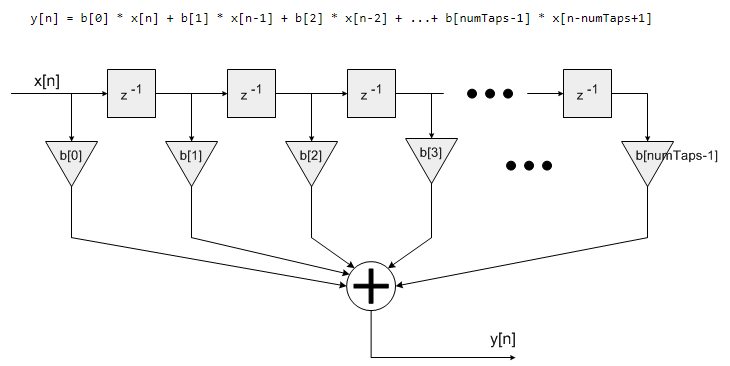 y[n] = b[0] * x[n] + b[1] * x[n-1] + b[2] * x[n-2] + ...+ b[numTaps-1] * x[n-numTaps+1]
x[n]
z -1
z -1
z -1
z -1
b[0]
b[1]
b[2]
b[3]
b[numTaps-1]
+
y[n]